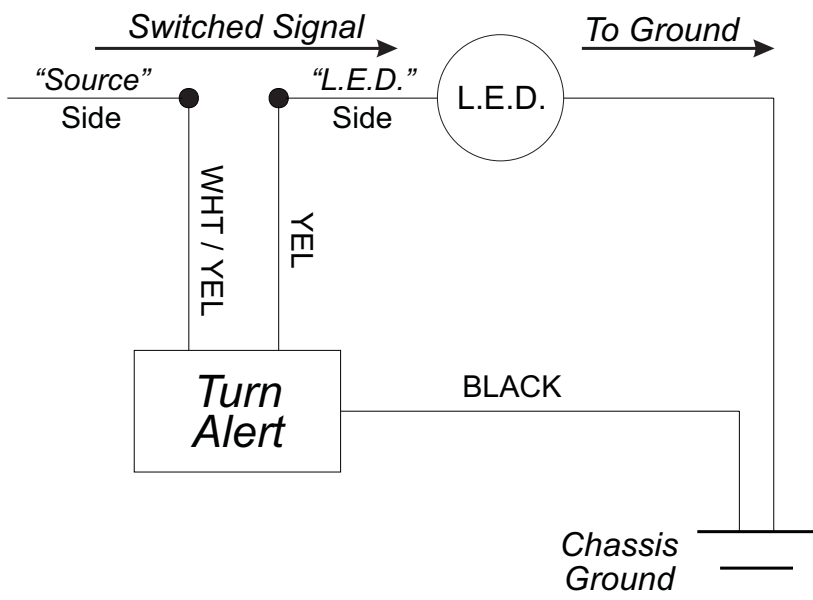 Switched Signal
To Ground
“Source”
Side
“L.E.D.”
Side
L.E.D.
WHT / YEL
YEL
Turn
Alert
BLACK
Chassis
Ground